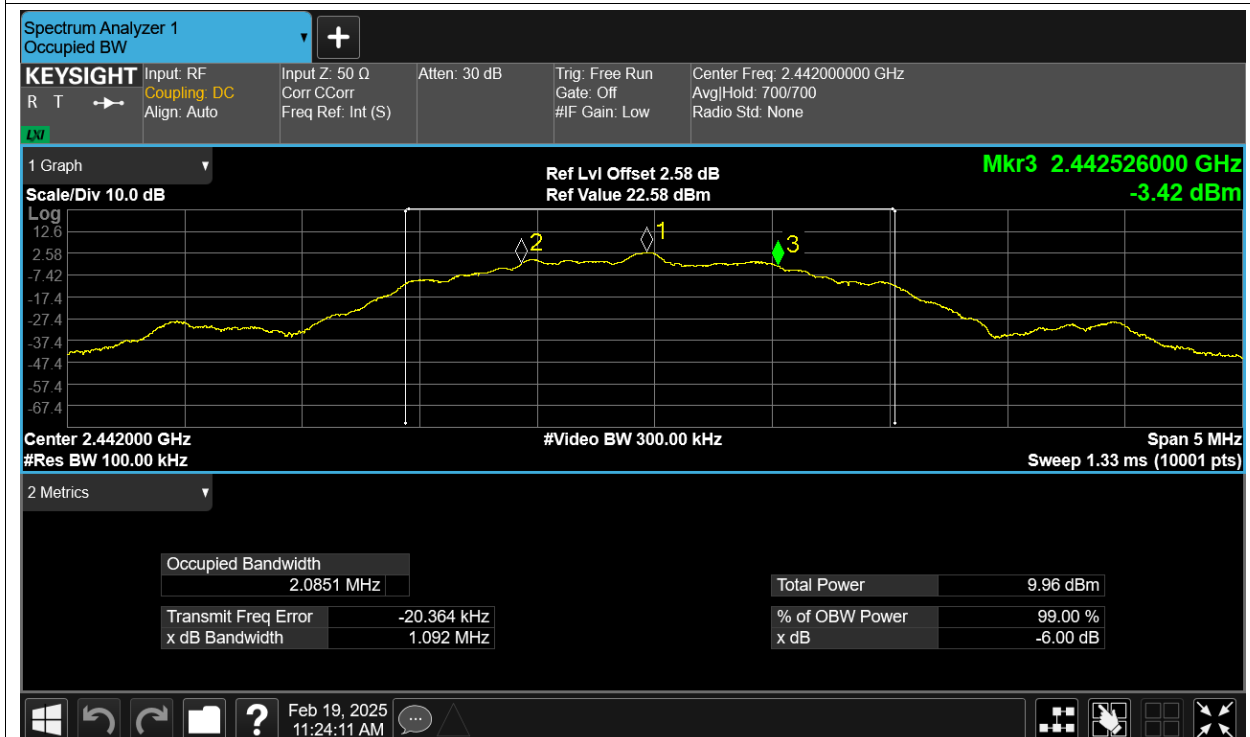 Spectrum Analyzer 1
Occupied BW
+
KEYSIGHT
R T
LXI
Input: RF
Coupling: DC
Align: Auto
Input Z: 50 Ω
Corr CCorr
Freq Ref: Int (S)
Atten: 30 dB
Trig: Free Run
Gate: Off
#IF Gain: Low
Center Freq: 2.442000000 GHz
Avg|Hold: 700/700
Radio Std: None
1 Graph
Scale/Div 10.0 dB
Ref Lvl Offset 2.58 dB
Ref Value 22.58 dBm
Mkr3 2.442526000 GHz
-3.42 dBm
Log
12.6
2.58
-7.42
-17.4
-27.4
-37.4
-47.4
-57.4
-67.4
2
1
3
Center 2.442000 GHz
#Res BW 100.00 kHz
#Video BW 300.00 kHz
Span 5 MHz
Sweep 1.33 ms (10001 pts)
2 Metrics
Occupied Bandwidth
2.0851 MHz
Transmit Freq Error -20.364 kHz
x dB Bandwidth 1.092 MHz
Total Power 9.96 dBm
% of OBW Power 99.00 %
x dB -6.00 dB
?
Feb 19, 2025
11:24:11 AM